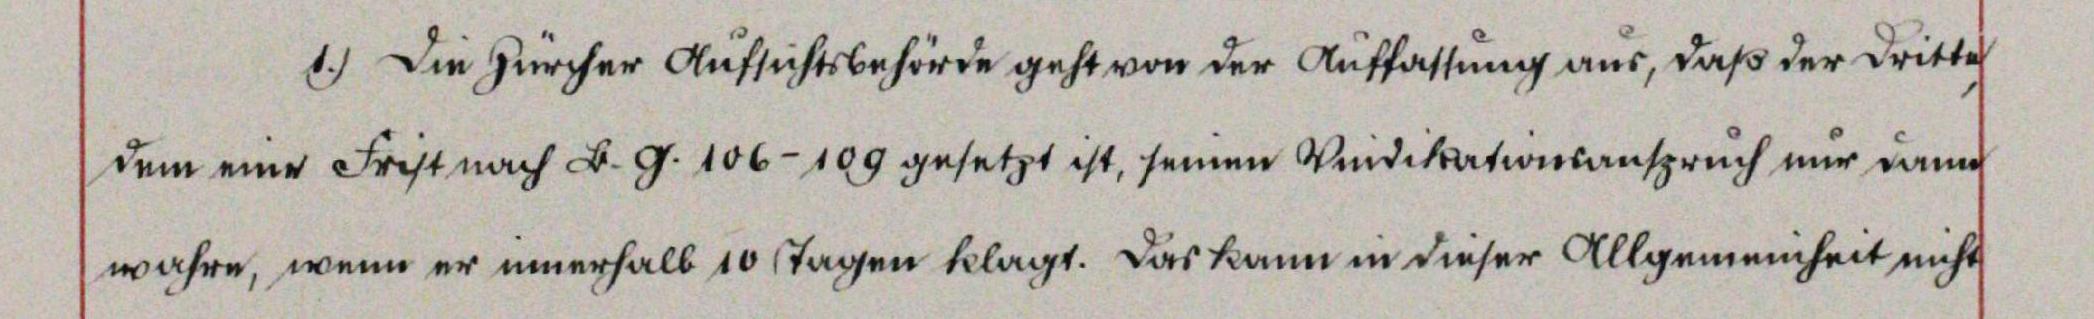 1.) Die Zürcher Aufsichtsbehörde geht von der Auffassung aus, daß der Dritte,
dem eine Frist nach B. G. 106-109 gesetzt ist, seinen Vindikationsanspruch nur dann
wahre, wenn er innerhalb 10 Tagen klagt. Das kann in dieser Allgemeinheit nicht